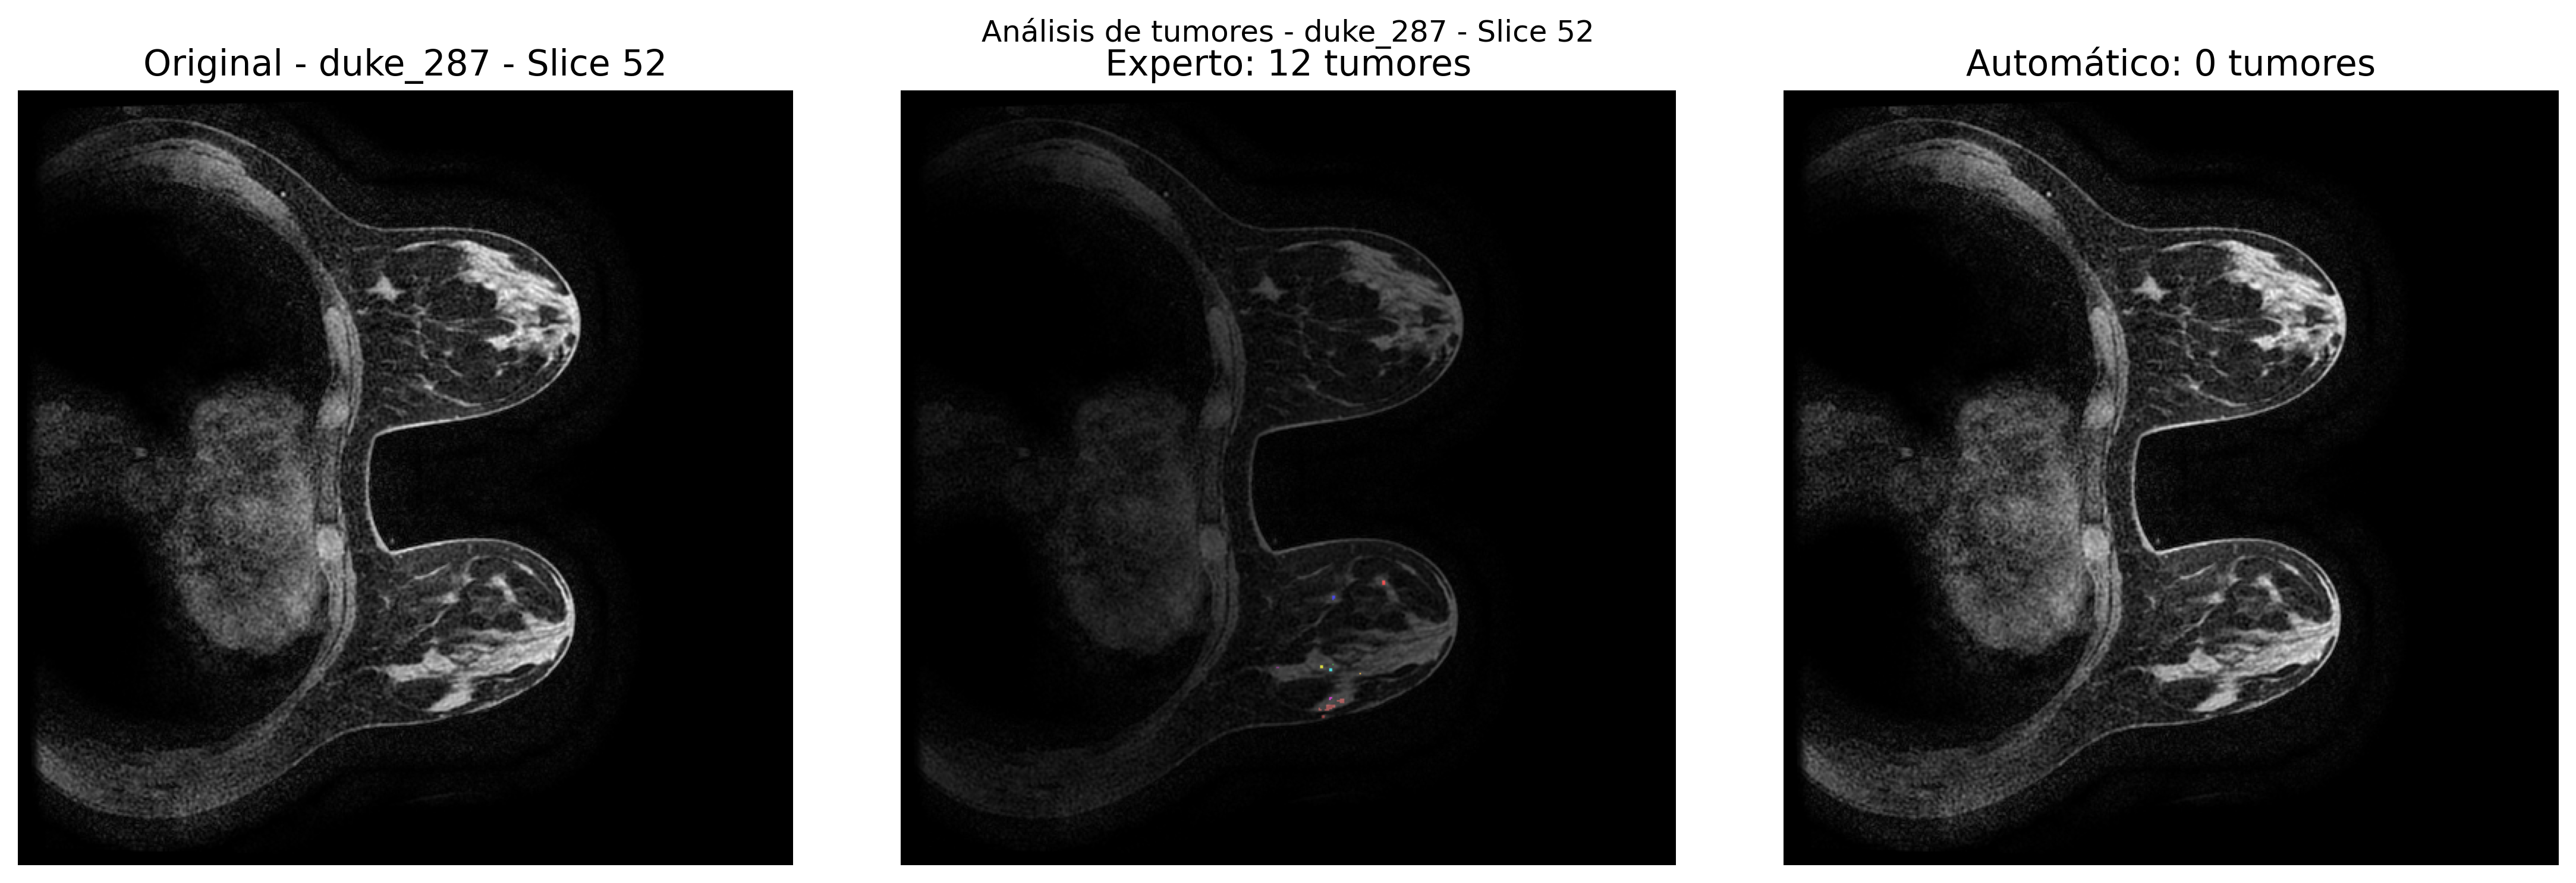 Análisis de tumores - duke_287 - Slice 52
Original - duke_287 - Slice 52
Experto: 12 tumores
Automático: 0 tumores